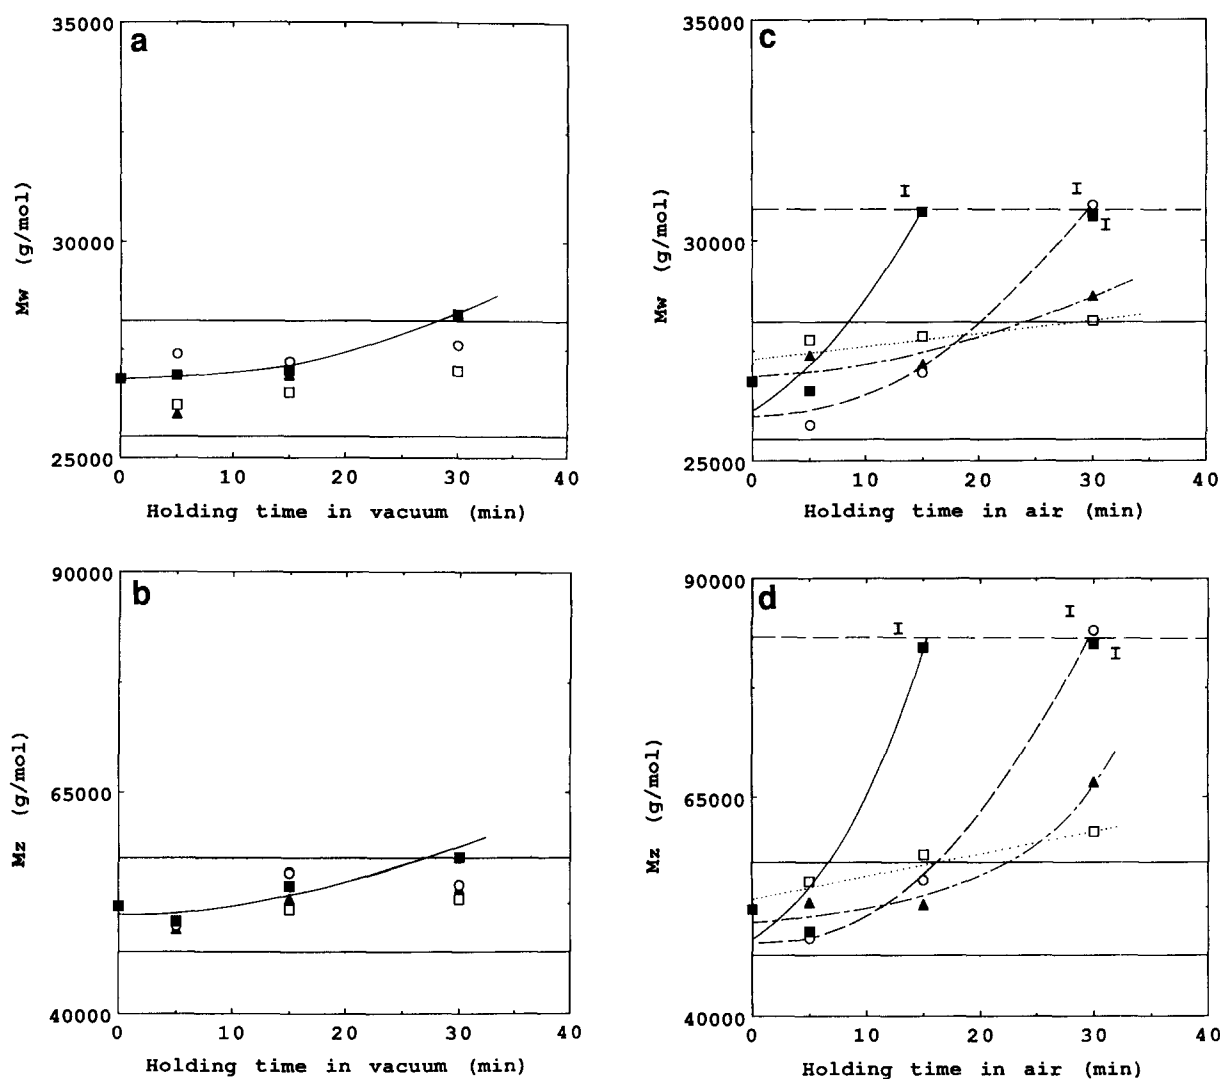 a
35000
30000
25000
Mw (g/mol)
0 10 20 30 40
Holding time in vacuum (min)
c
35000
30000
25000
Mw (g/mol)
I
I
I
0 10 20 30 40
Holding time in air (min)
b
90000
65000
40000
Mz (g/mol)
0 10 20 30 40
Holding time in vacuum (min)
d
90000
65000
40000
Mz (g/mol)
I
I
I
0 10 20 30 40
Holding time in air (min)